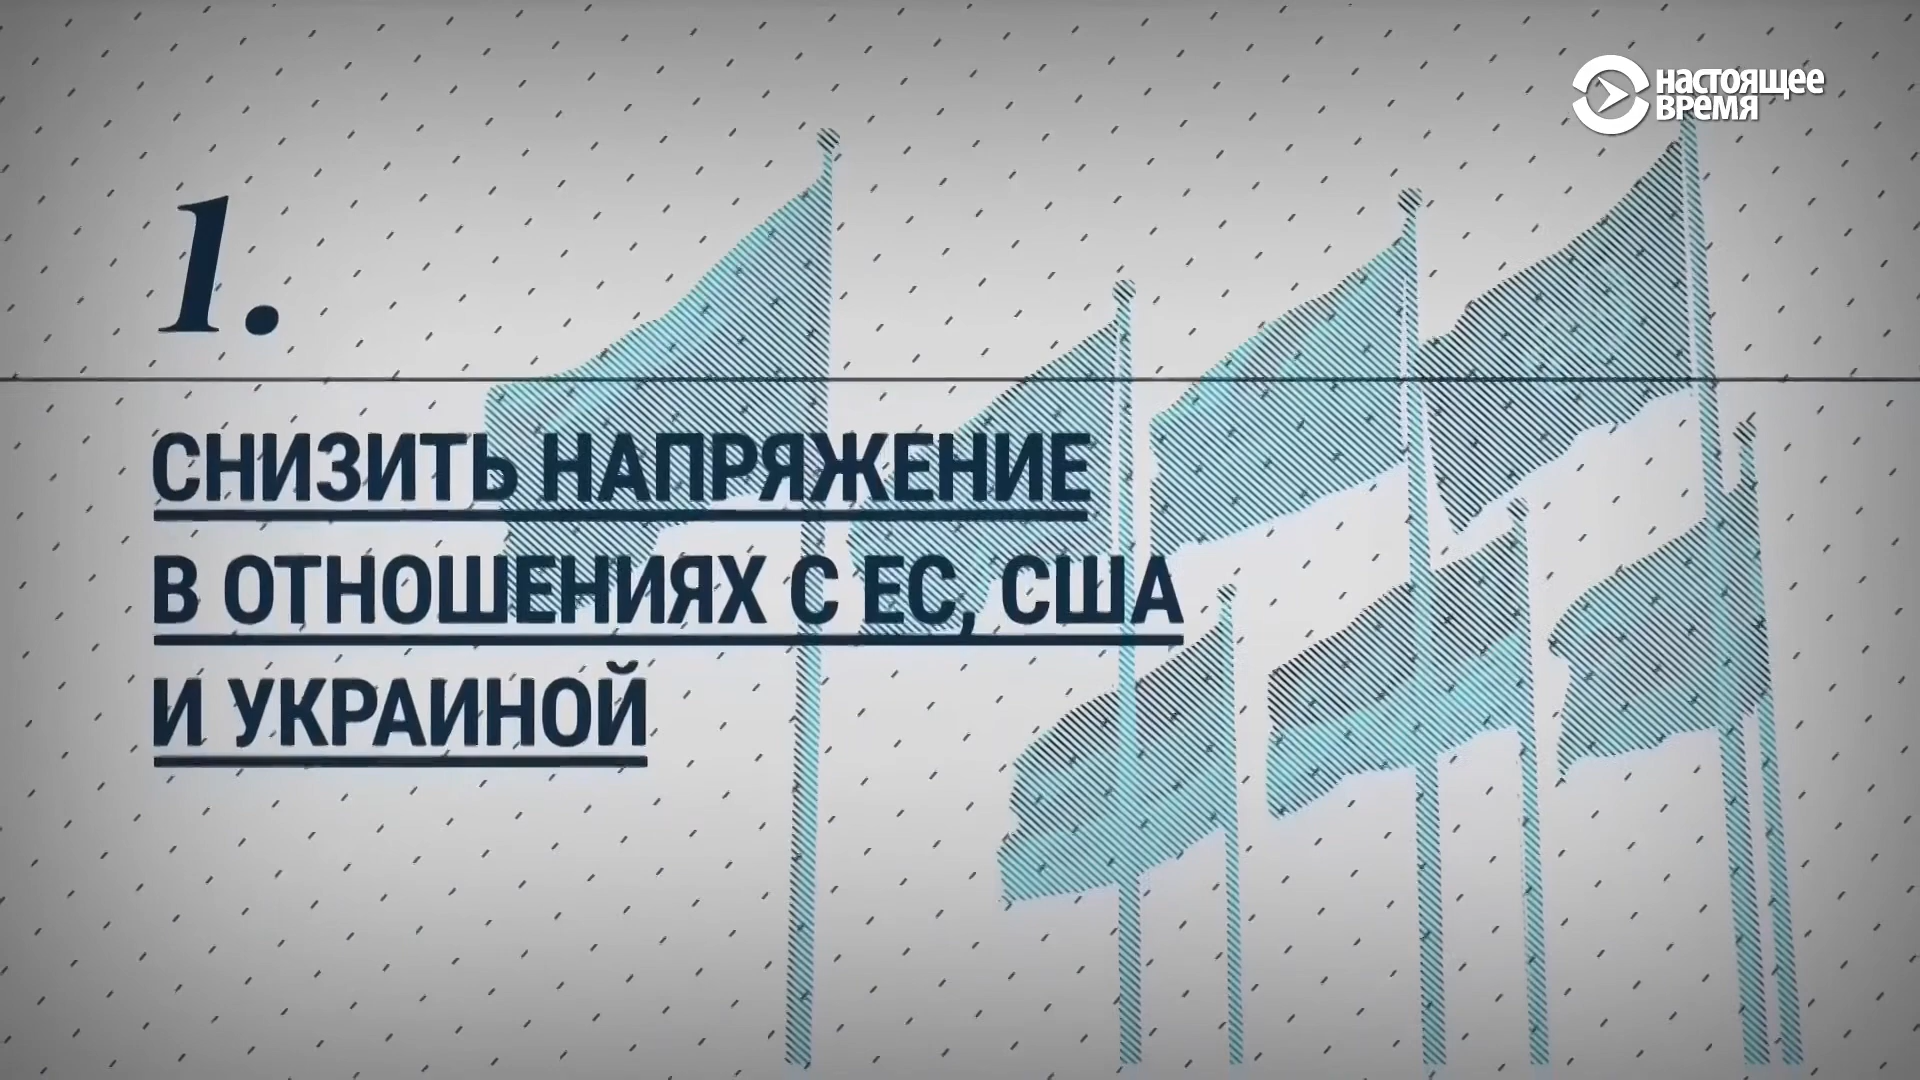 НАСТОЯЩЕЕ
ВРЕМЯ
1.
СНИЗИТЬ НАПРЯЖЕНИЕ
В ОТНОШЕНИЯХ С ЕС, США
И УКРАИНОЙ